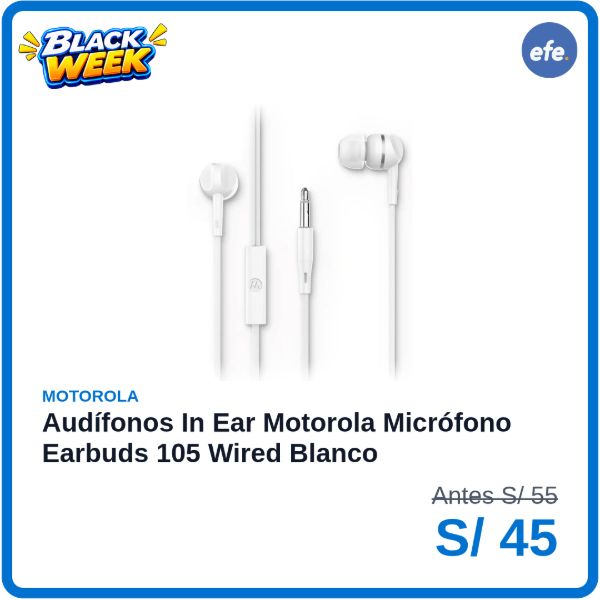 BLACK
WEEK
efe.
MOTOROLA
Audífonos In Ear Motorola Micrófono
Earbuds 105 Wired Blanco
Antes S/ 55
S/ 45